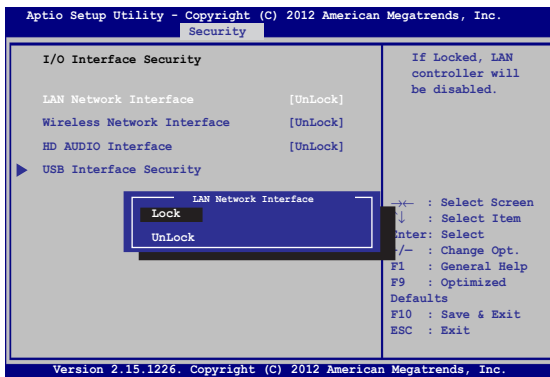 Aptio Setup Utility - Copyright (C) 2012 American Megatrends, Inc.
Security
I/O Interface Security
LAN Network Interface [UnLock]
Wireless Network Interface [UnLock]
HD AUDIO Interface [UnLock]
USB Interface Security
If Locked, LAN
controller will
be disabled.
LAN Network Interface
Lock
UnLock
→← : Select Screen
↓ : Select Item
Enter: Select
/— : Change Opt.
F1 : General Help
F9 : Optimized
Defaults
F10 : Save & Exit
ESC : Exit
Version 2.15.1226. Copyright (C) 2012 American Megatrends, Inc.